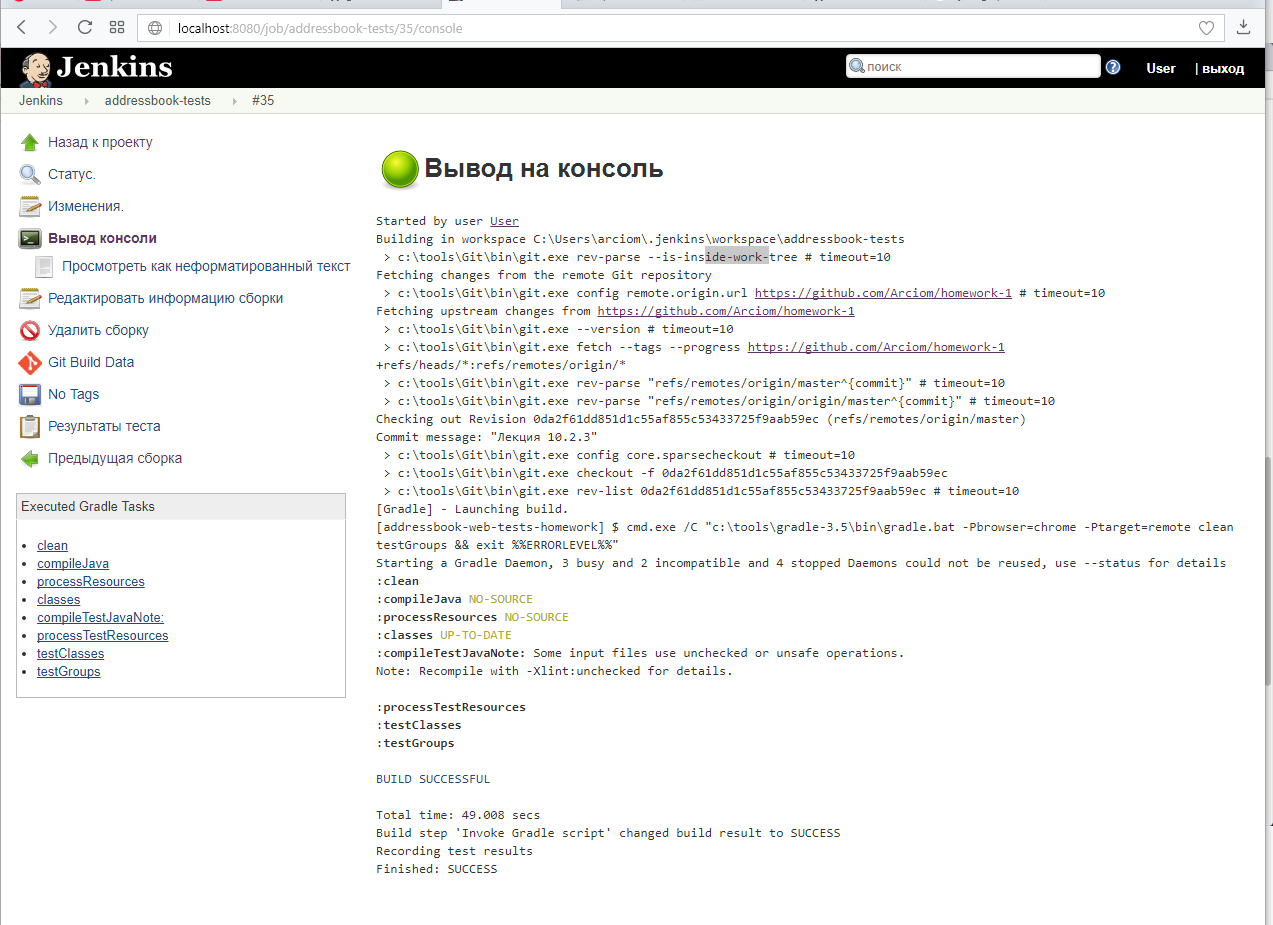 localhost:8080/job/addressbook-tests/35/console
Jenkins
поиск
User
| выход
Jenkins
addressbook-tests
#35
Назад к проекту
Статус.
Изменения.
Вывод консоли
Просмотреть как неформатированный текст
Редактировать информацию сборки
Удалить сборку
Git Build Data
No Tags
Результаты теста
Предыдущая сборка
Executed Gradle Tasks
clean
compileJava
processResources
classes
compileTestJavaNote:
processTestResources
testClasses
testGroups
Вывод на консоль
Started by user User
Building in workspace C:\Users\arciom\.jenkins\workspace\addressbook-tests
> c:\tools\Git\bin\git.exe rev-parse --is-inside-work-tree # timeout=10
Fetching changes from the remote Git repository
> c:\tools\Git\bin\git.exe config remote.origin.url https://github.com/Arciom/homework-1 # timeout=10
Fetching upstream changes from https://github.com/Arciom/homework-1
> c:\tools\Git\bin\git.exe --version # timeout=10
> c:\tools\Git\bin\git.exe fetch --tags --progress https://github.com/Arciom/homework-1
+refs/heads/*:refs/remotes/origin/*
> c:\tools\Git\bin\git.exe rev-parse "refs/remotes/origin/master^{commit}" # timeout=10
> c:\tools\Git\bin\git.exe rev-parse "refs/remotes/origin/origin/master^{commit}" # timeout=10
Checking out Revision 0da2f61dd851d1c55af855c53433725f9aab59ec (refs/remotes/origin/master)
Commit message: "Лекция 10.2.3"
> c:\tools\Git\bin\git.exe config core.sparsecheckout # timeout=10
> c:\tools\Git\bin\git.exe checkout -f 0da2f61dd851d1c55af855c53433725f9aab59ec
> c:\tools\Git\bin\git.exe rev-list 0da2f61dd851d1c55af855c53433725f9aab59ec # timeout=10
[Gradle] - Launching build.
[addressbook-web-tests-homework] $ cmd.exe /C "c:\tools\gradle-3.5\bin\gradle.bat -Pbrowser=chrome -Ptarget=remote clean
testGroups && exit %%ERRORLEVEL%%"
Starting a Gradle Daemon, 3 busy and 2 incompatible and 4 stopped Daemons could not be reused, use --status for details
:clean
:compileJava NO-SOURCE
:processResources NO-SOURCE
:classes UP-TO-DATE
:compileTestJavaNote: Some input files use unchecked or unsafe operations.
Note: Recompile with -Xlint:unchecked for details.
:processTestResources
:testClasses
:testGroups
BUILD SUCCESSFUL
Total time: 49.008 secs
Build step 'Invoke Gradle script' changed build result to SUCCESS
Recording test results
Finished: SUCCESS